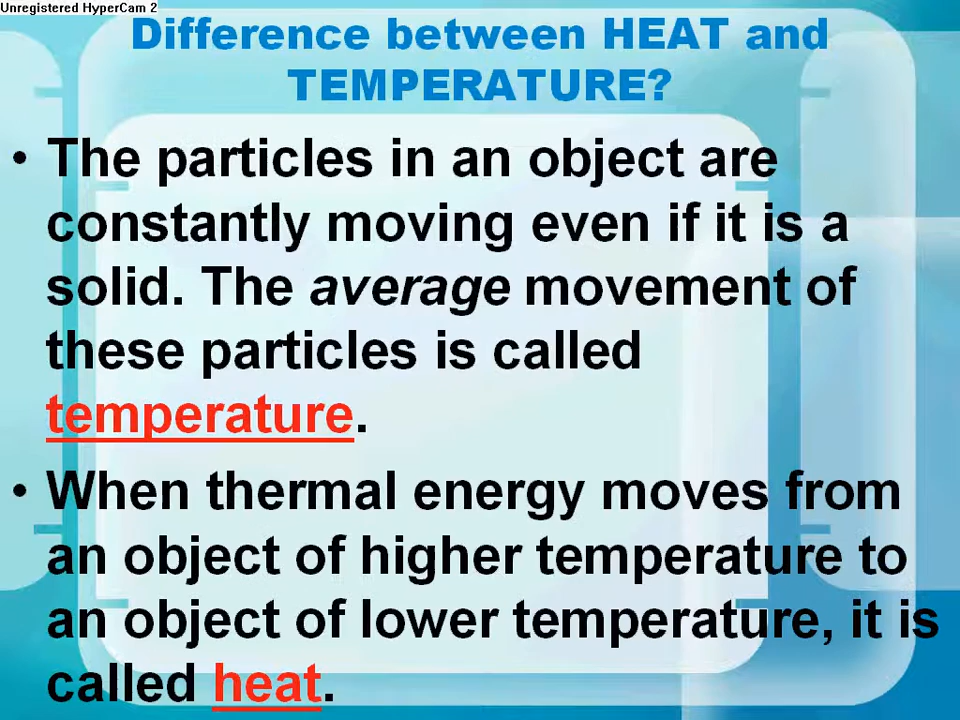 Unregistered HyperCam 2
Difference between HEAT and
TEMPERATURE?
• The particles in an object are
constantly moving even if it is a
solid. The average movement of
these particles is called
temperature.
• When thermal energy moves from
an object of higher temperature to
an object of lower temperature, it is
called heat.